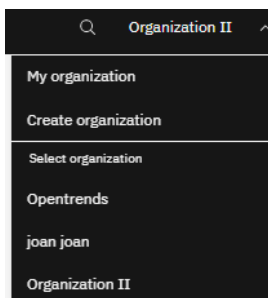 Organization II
My organization
Create organization
Select organization
Opentrends
joan joan
Organization II